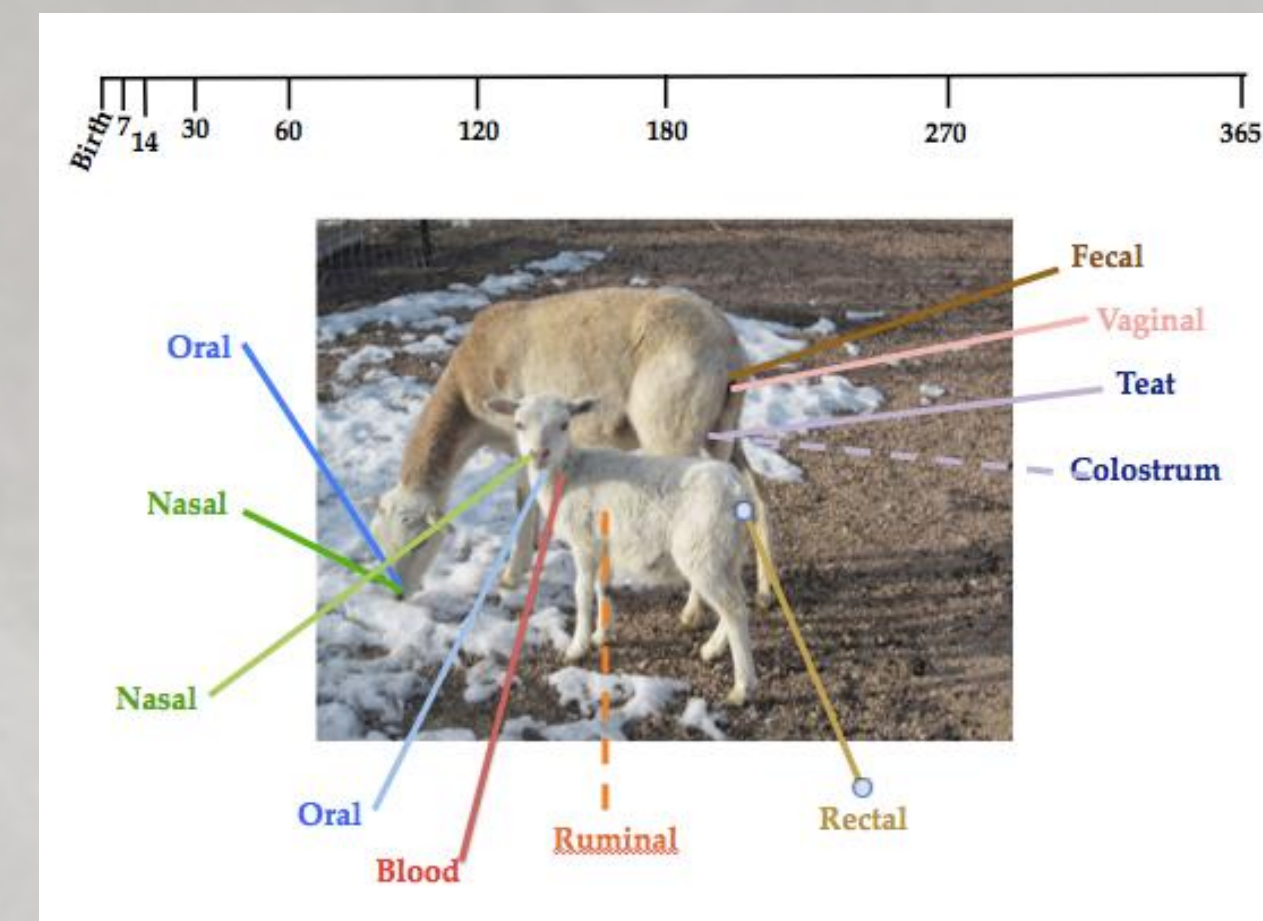 Birth 7 14 30 60 120 180 270 365
Fecal
Vaginal
Oral
Teat
Colostrum
Nasal
Nasal
Oral
Rectal
Ruminal
Blood